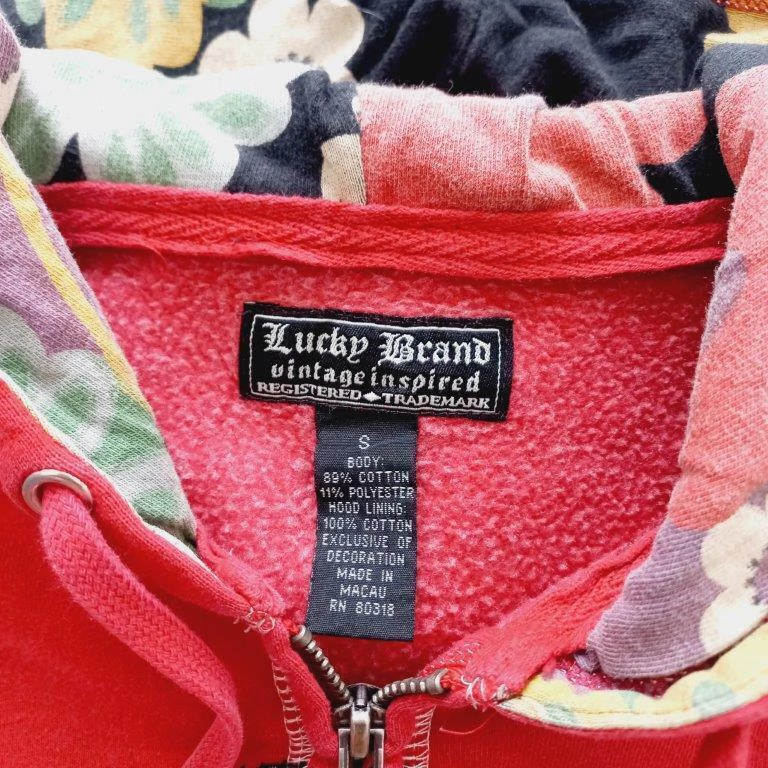 Lucky Brand
vintage inspired
REGISTERED◆TRADEMARK
S
BODY:
89% COTTON
11% POLYESTER
HOOD LINING:
100% COTTON
EXCLUSIVE OF
DECORATION
MADE IN
MACAU
RN 80318